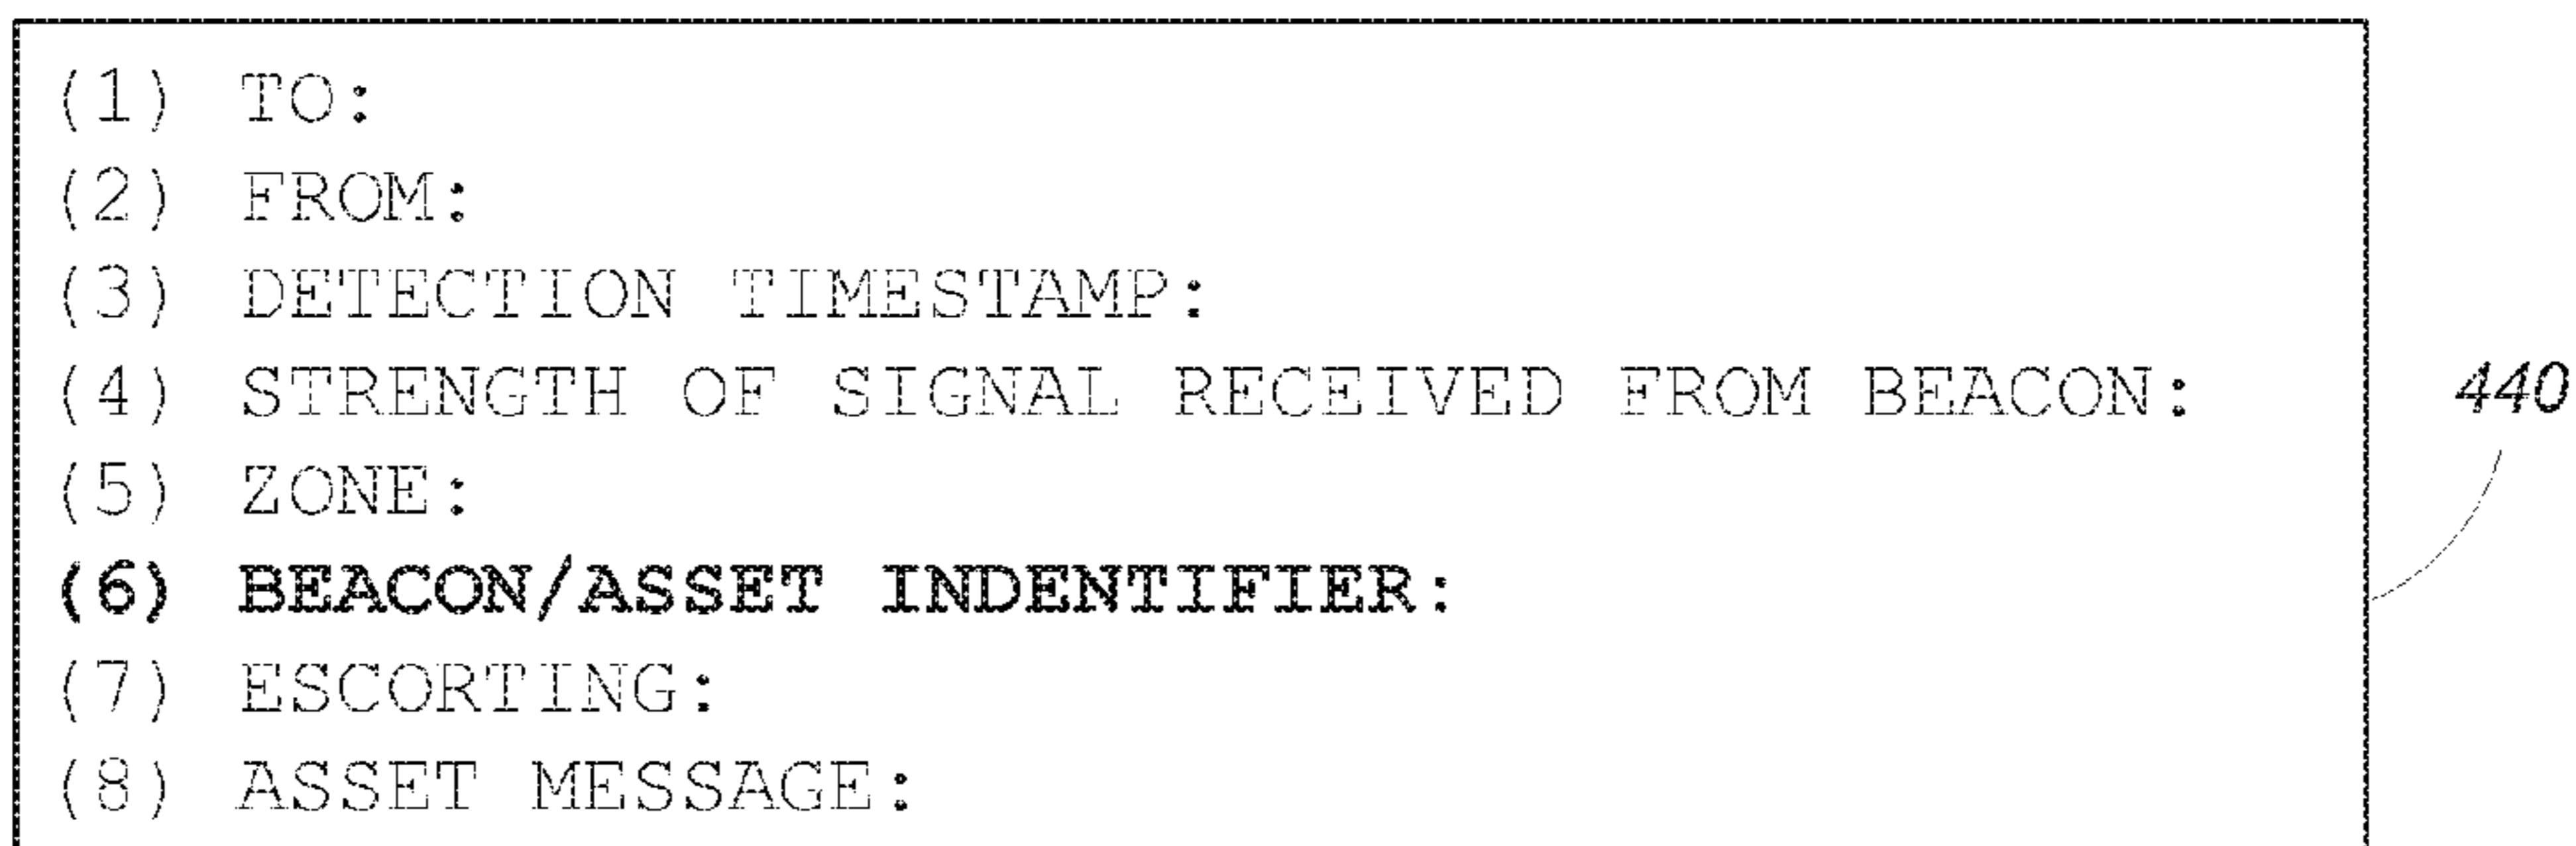 (1) TO:
(2) FROM:
(3) DETECTION TIMESTAMP:
(4) STRENGTH OF SIGNAL RECEIVED FROM BEACON:
440
(5) ZONE:
(6) BEACON/ASSET INDENTIFIER:
(7) ESCORTING:
(8) ASSET MESSAGE: